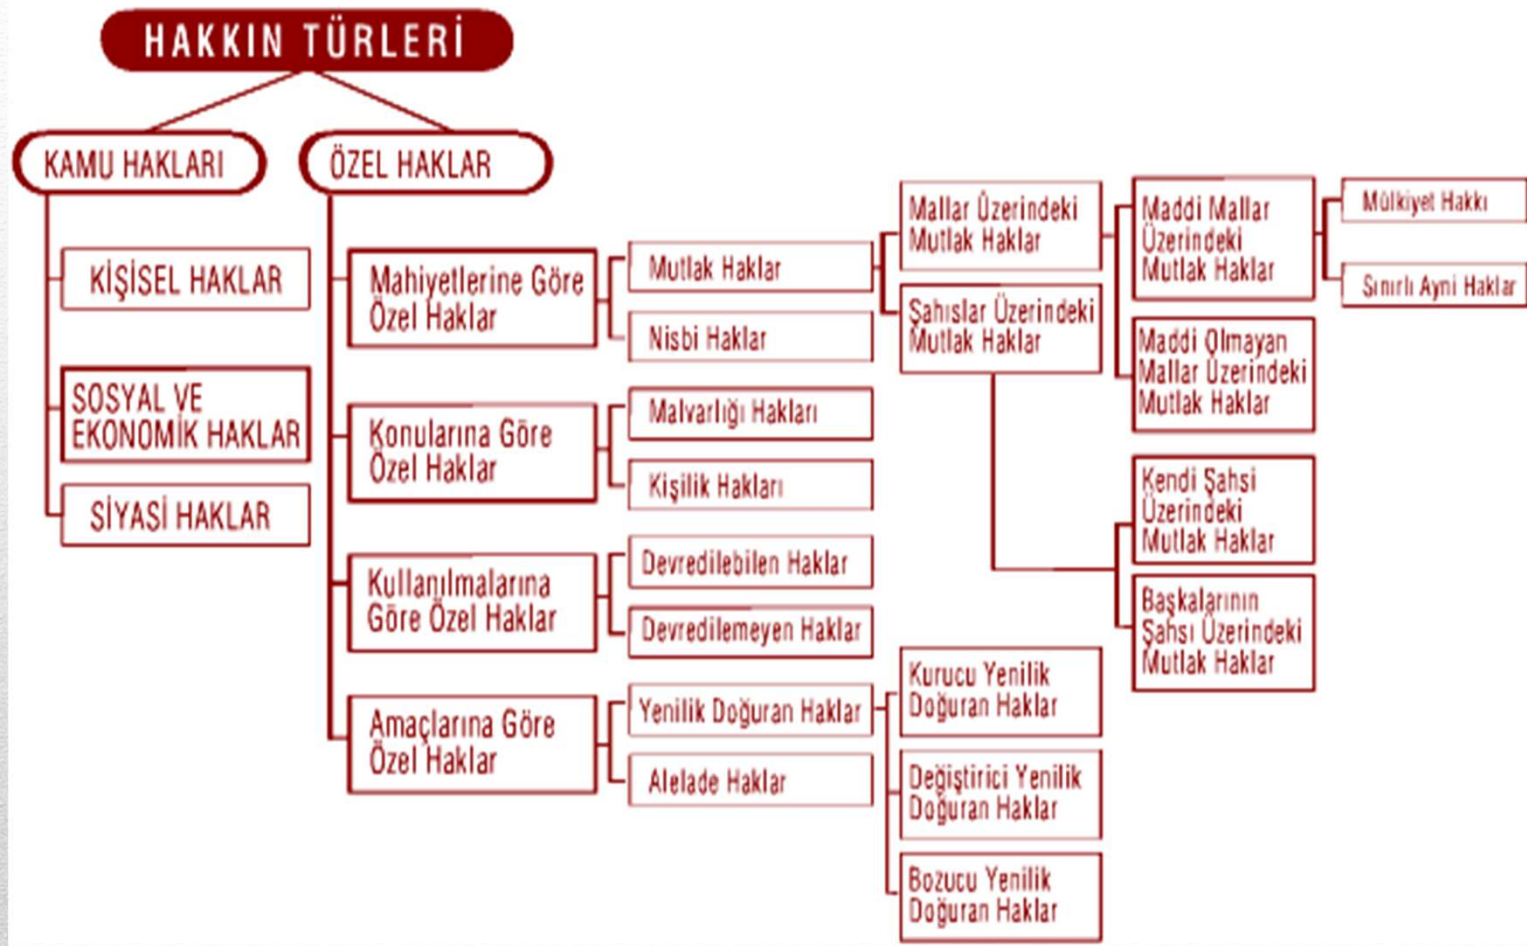 HAKKIN TÜRLERİ
KAMU HAKLARI
KİŞİSEL HAKLAR
SOSYAL VE
EKONOMİK HAKLAR
SİYASİ HAKLAR
ÖZEL HAKLAR
Mahiyetlerine Göre
Özel Haklar
Mutlak Haklar
Mallar Üzerindeki
Mutlak Haklar
Maddi Mallar
Üzerindeki
Mutlak Haklar
Mülkiyet Hakkı
Sınırlı Ayni Haklar
Maddi Olmayan
Mallar Üzerindeki
Mutlak Haklar
Şahıslar Üzerindeki
Mutlak Haklar
Kendi Şahsi
Üzerindeki
Mutlak Haklar
Başkalarının
Şahsı Üzerindeki
Mutlak Haklar
Nisbi Haklar
Konularına Göre
Özel Haklar
Malvarlığı Hakları
Kişilik Hakları
Kullanılmalarına
Göre Özel Haklar
Devredilebilen Haklar
Devredilemeyen Haklar
Amaçlarına Göre
Özel Haklar
Yenilik Doğuran Haklar
Kurucu Yenilik
Doğuran Haklar
Değiştirici Yenilik
Doğuran Haklar
Bozucu Yenilik
Doğuran Haklar
Alelade Haklar